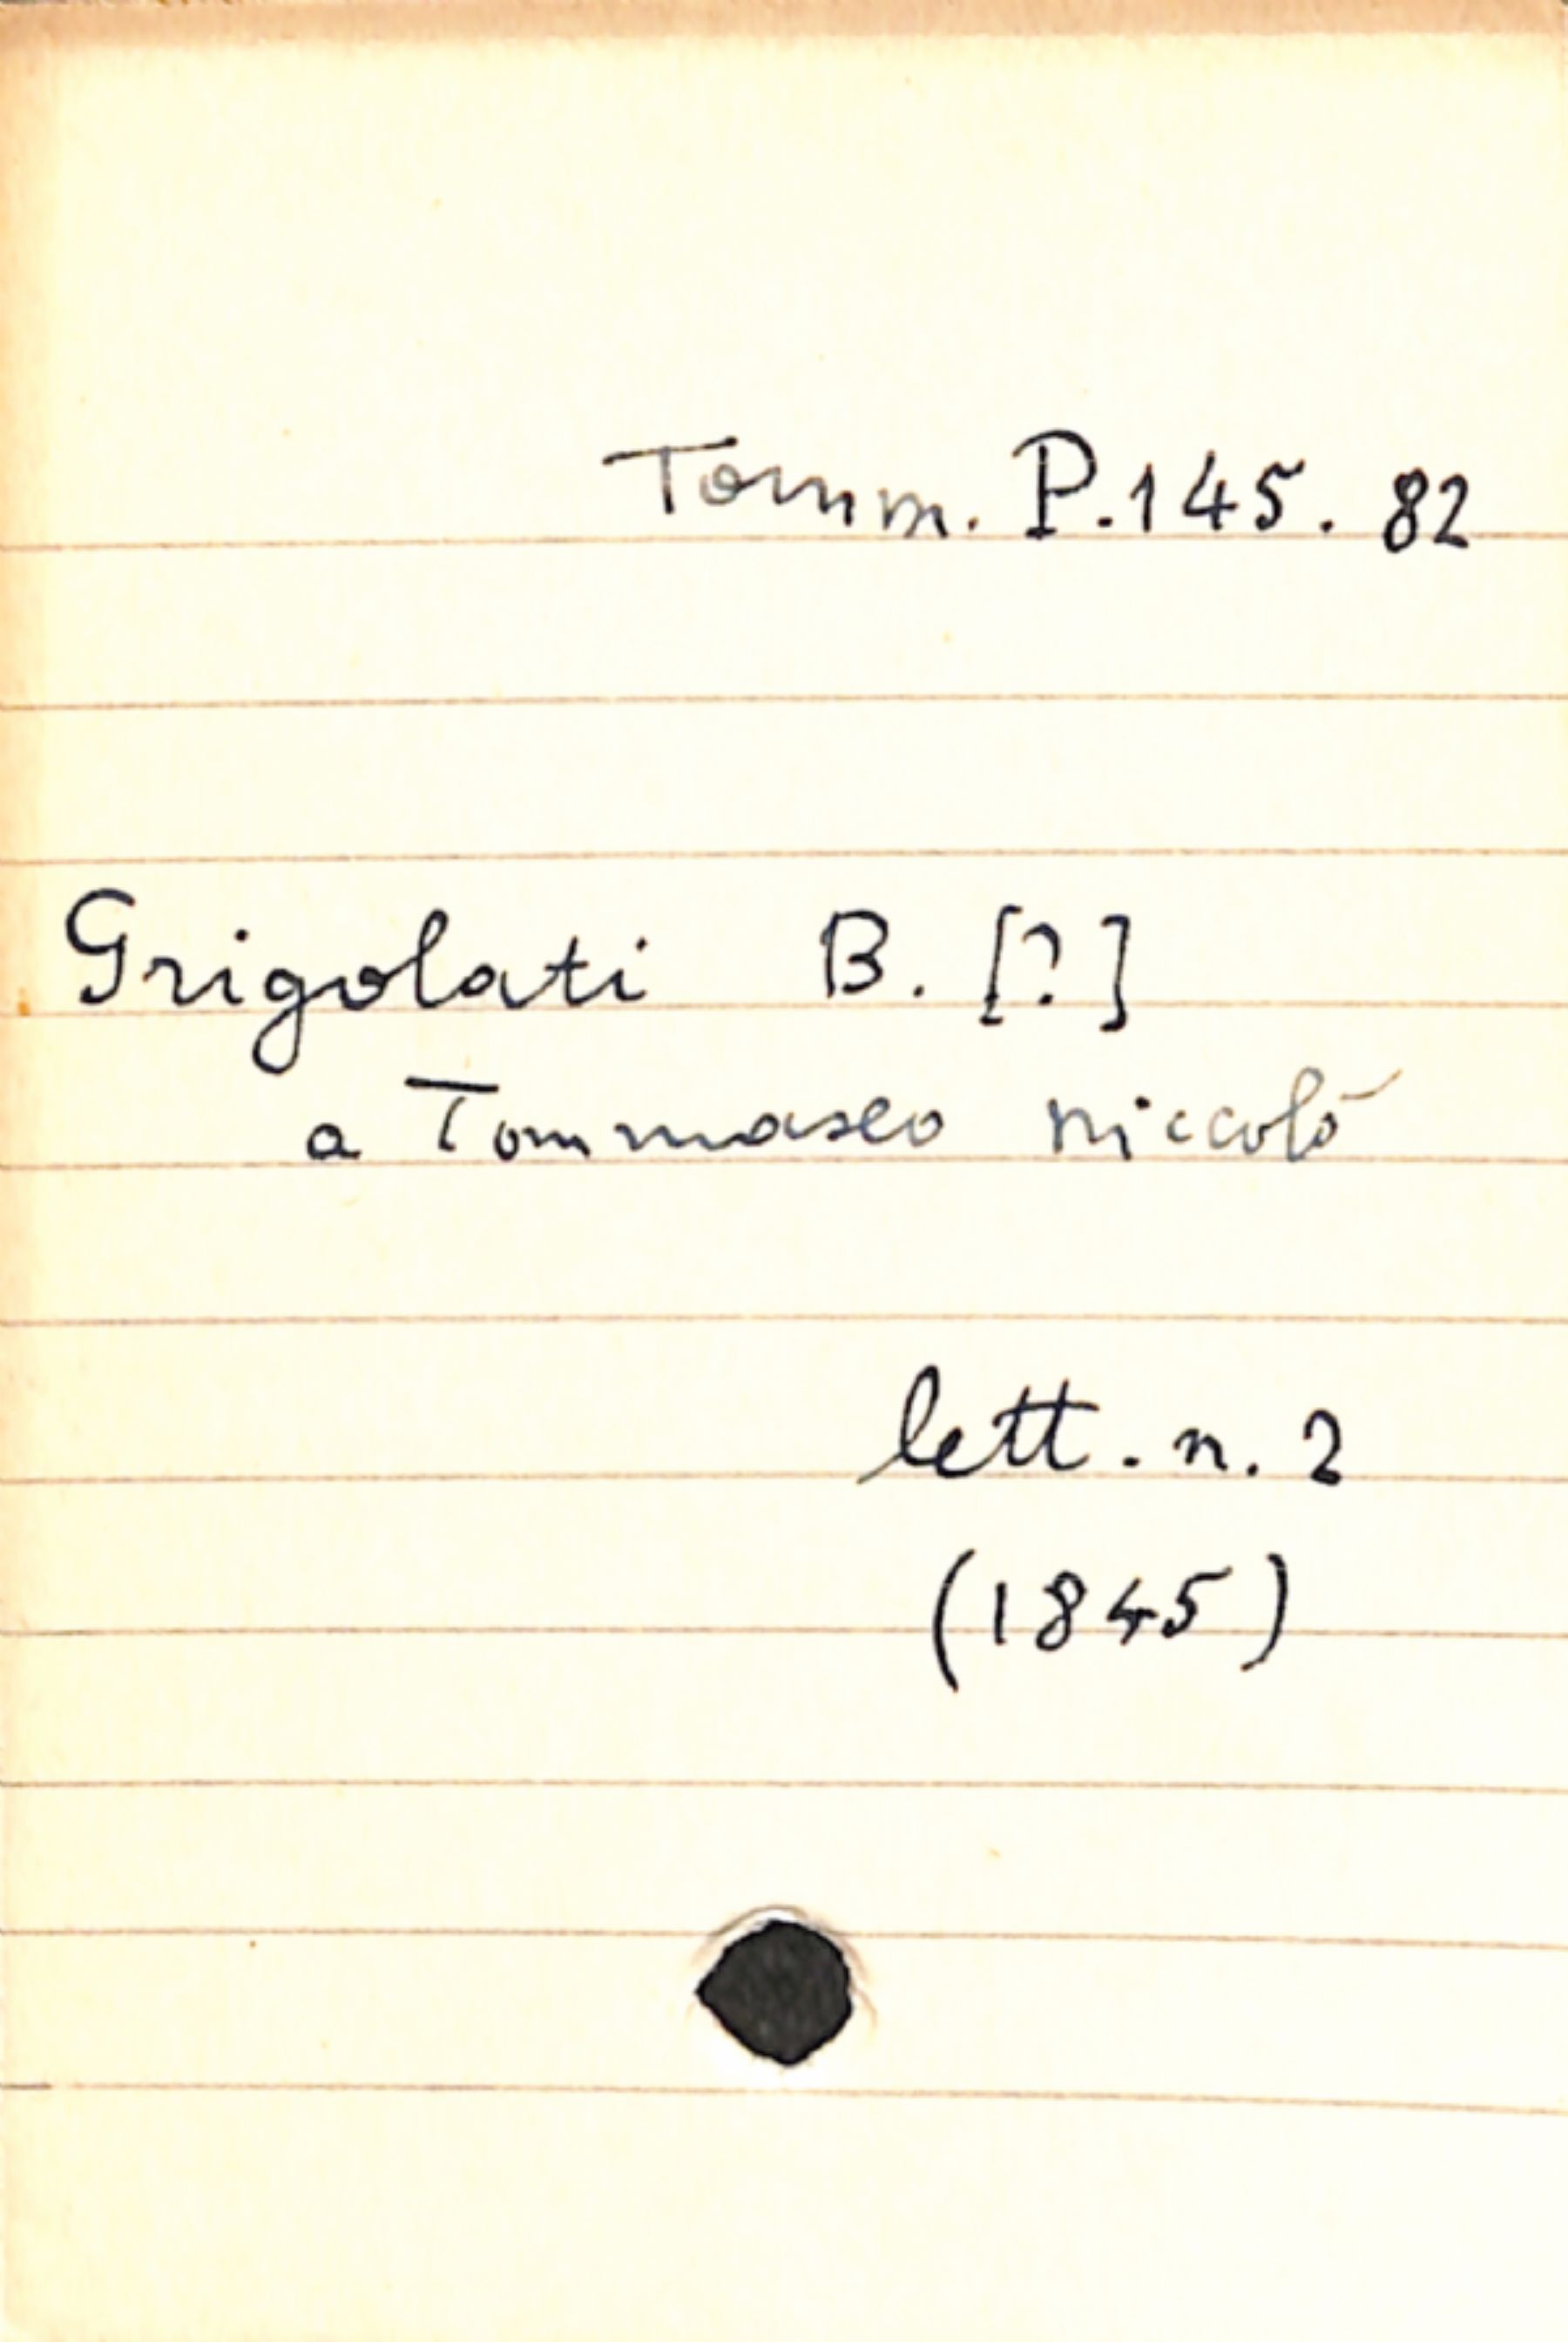 Tomm. P.145. 82
Grigolati B. [?]
a Tommaseo Niccolò
lett. n. 2
(1845)